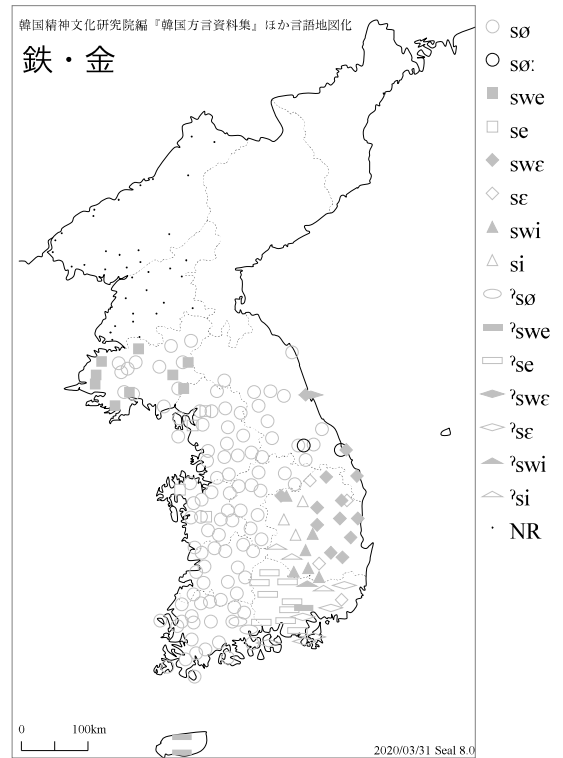 韓国精神文化研究院編『韓国方言資料集』ほか言語地図化
鉄・金
sø
søː
swe
se
swɛ
sɛ
swi
si
ˀsø
ˀswe
ˀse
ˀswɛ
ˀsɛ
ˀswi
ˀsi
NR
0 100km
2020/03/31 Seal 8.0